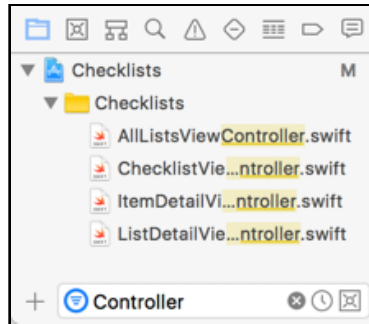 Checklists M
Checklists
AllListsViewController.swift
ChecklistVie...ntroller.swift
ItemDetailVi...ntroller.swift
ListDetailVie...ntroller.swift
Controller